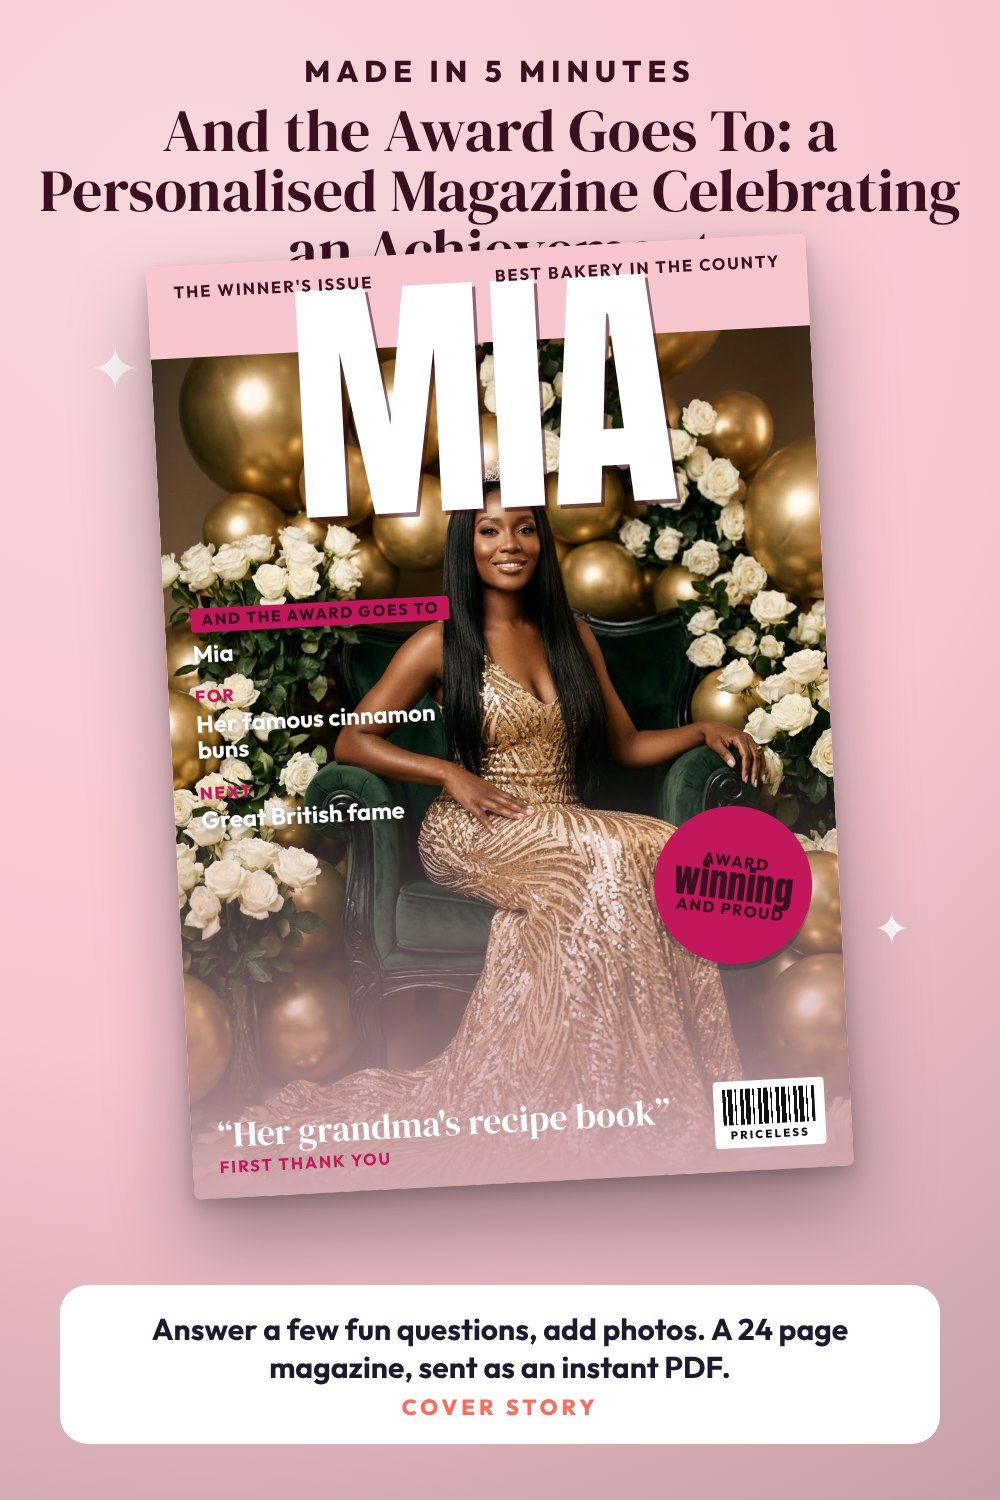 MADE IN 5 MINUTES
And the Award Goes To: a
Personalised Magazine Celebrating
an Achievement
THE WINNER'S ISSUE
BEST BAKERY IN THE COUNTY
MIA
AND THE AWARD GOES TO
Mia
FOR
Her famous cinnamon
buns
NEXT
Great British fame
AWARD
winning
AND PROUD
“Her grandma's recipe book”
FIRST THANK YOU
PRICELESS
Answer a few fun questions, add photos. A 24 page
magazine, sent as an instant PDF.
COVER STORY